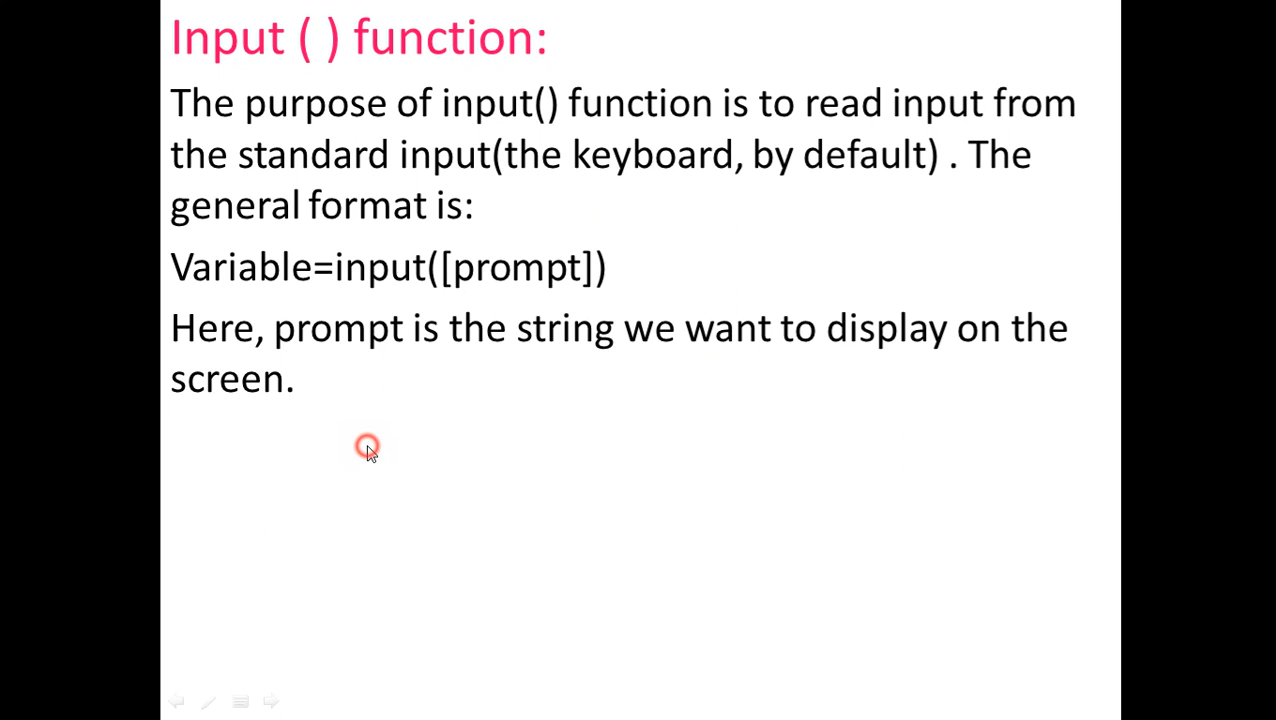 Input ( ) function:
The purpose of input() function is to read input from
the standard input(the keyboard, by default) . The
general format is:
Variable=input([prompt])
Here, prompt is the string we want to display on the
screen.